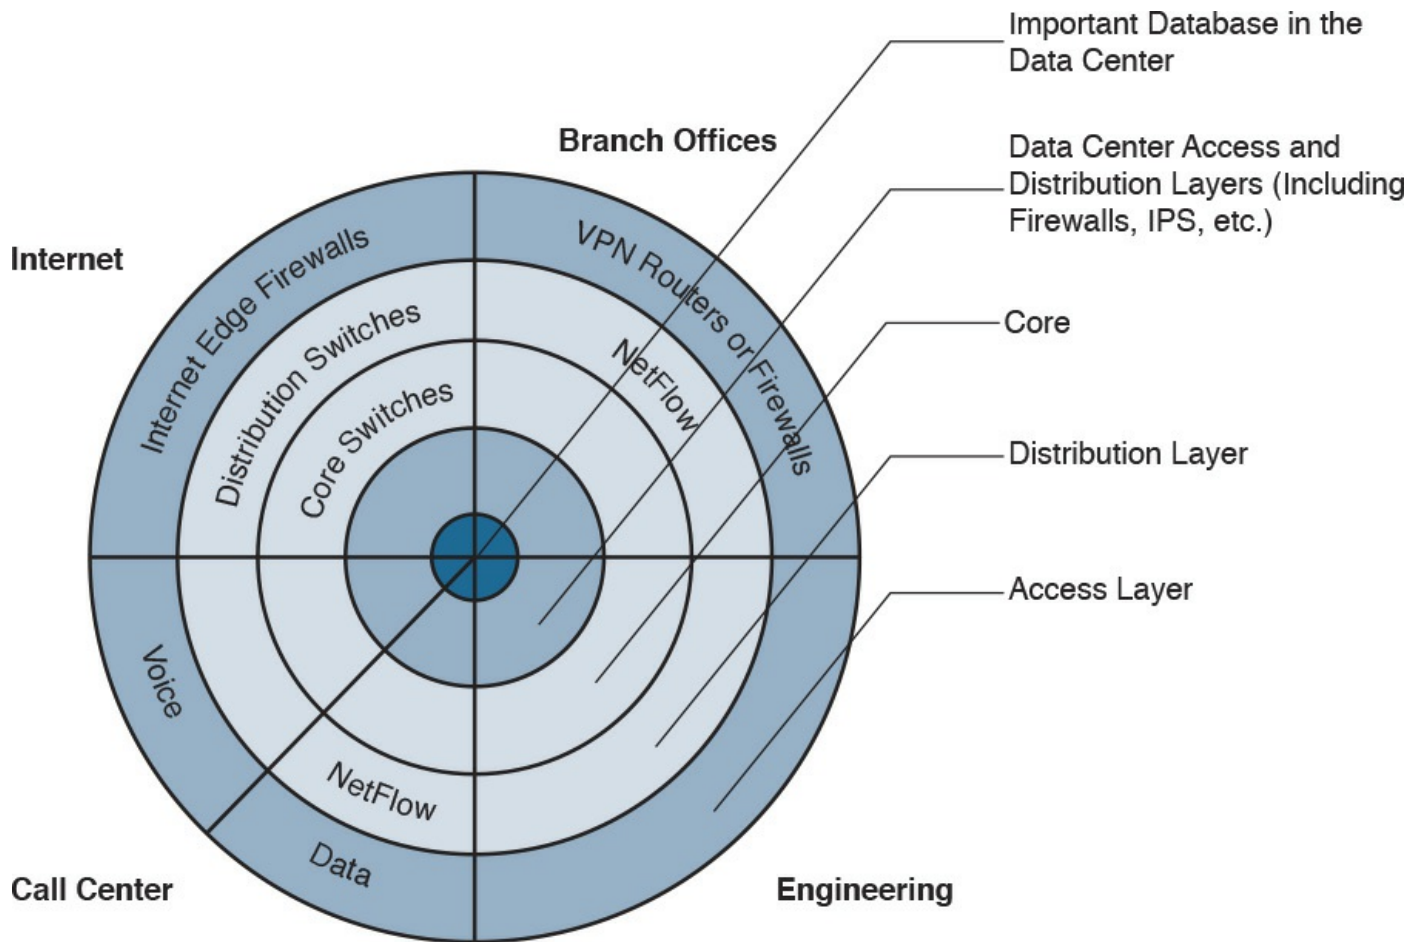 Important Database in the
Data Center
Branch Offices
Data Center Access and
Distribution Layers (Including
Firewalls, IPS, etc.)
Internet
Internet Edge Firewalls
VPN Routers or Firewalls
Distribution Switches
NetFlow
Core Switches
Core
Distribution Layer
Access Layer
Voice
NetFlow
Data
Call Center
Engineering